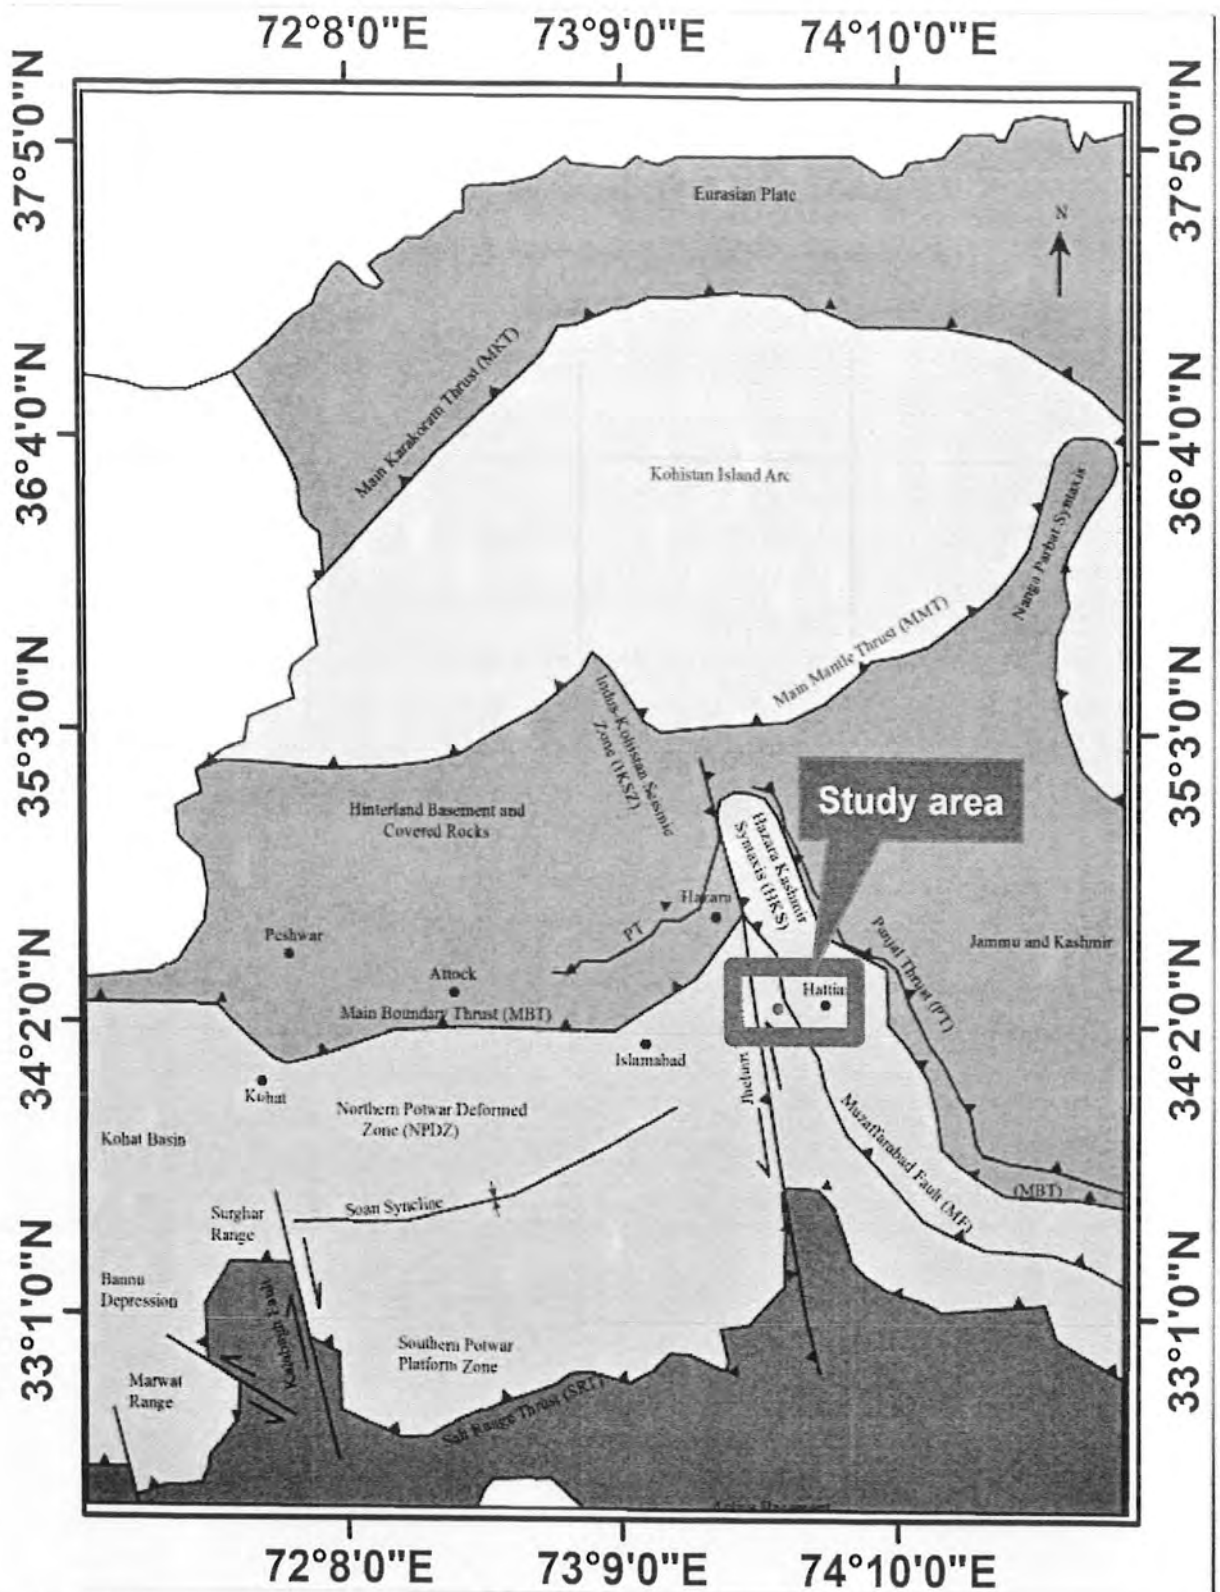 72°8'0"E 73°9'0"E 74°10'0"E
37°5'0"N
37°5'0"N
Eurasian Plate
N
Main Karakoram Thrust (MKT)
36°4'0"N
36°4'0"N
Kohistan Island Arc
Nanga Parbat Syntaxis
Main Mantle Thrust (MMT)
35°3'0"N
35°3'0"N
Indus-Kohistan Seismic
Zone (IKSZ)
Study area
Hinterland Basement and
Covered Rocks
Hazara Kashmir
Syntaxis (HKS)
Hazara
PT
Peshwar
Panjal Thrust (PT)
Jammu and Kashmir
Attock
Hattia
Main Boundary Thrust (MBT)
34°2'0"N
34°2'0"N
Islamabad
Jhelum
Kohat
Northern Potwar Deformed
Zone (NPDZ)
Kohat Basin
Muzaffarabad Fault (MF)
(MBT)
Soan Syncline
Surghar
Range
Bannu
Depression
Kalabagh Fault
33°1'0"N
33°1'0"N
Southern Potwar
Platform Zone
Marwat
Range
Salt Range Thrust (SRT)
72°8'0"E 73°9'0"E 74°10'0"E